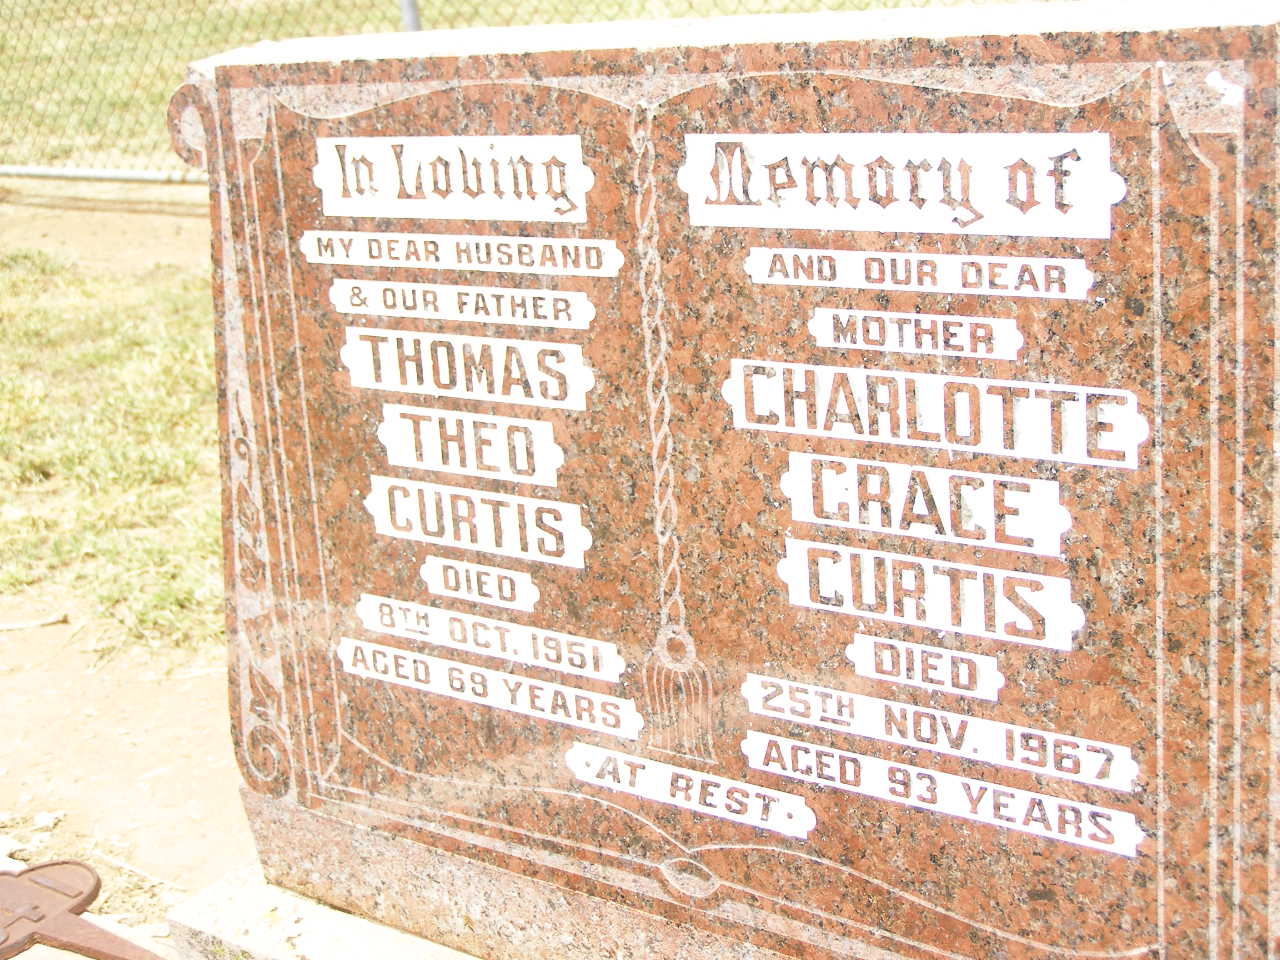 In Loving
MY DEAR HUSBAND
& OUR FATHER
THOMAS
THEO
CURTIS
DIED
8TH OCT. 1951
AGED 69 YEARS
Memory of
AND OUR DEAR
MOTHER
CHARLOTTE
GRACE
CURTIS
DIED
25TH NOV. 1967
AGED 93 YEARS
·AT REST·